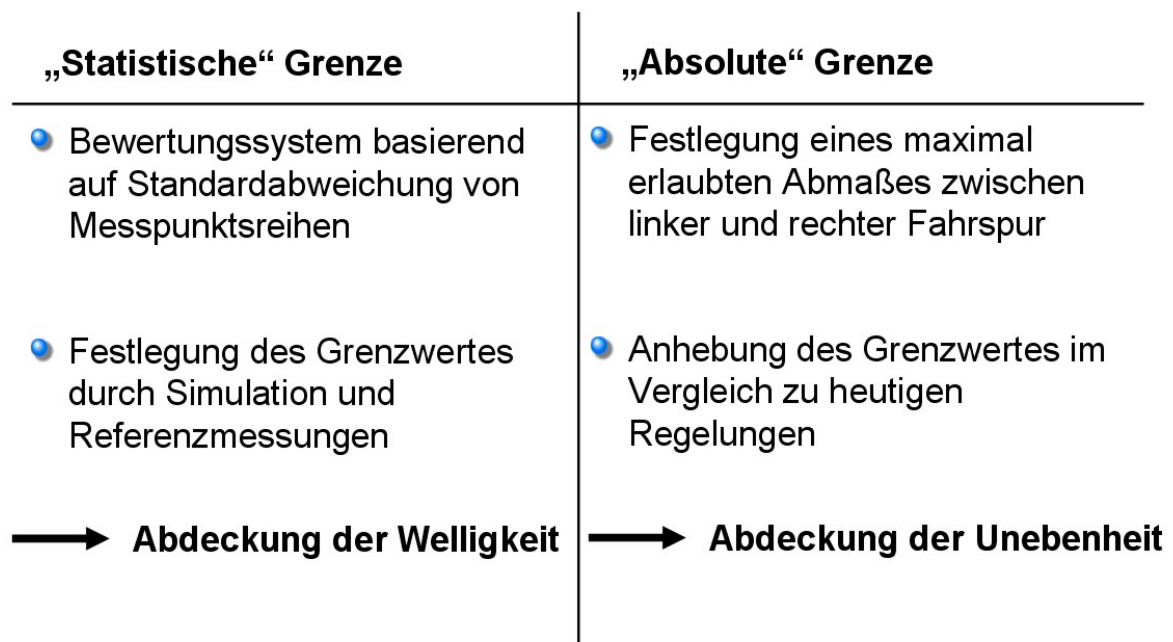 „Statistische“ Grenze
Bewertungssystem basierend
auf Standardabweichung von
Messpunktsreihen
Festlegung des Grenzwertes
durch Simulation und
Referenzmessungen
Abdeckung der Welligkeit
„Absolute“ Grenze
Festlegung eines maximal
erlaubten Abmaßes zwischen
linker und rechter Fahrspur
Anhebung des Grenzwertes im
Vergleich zu heutigen
Regelungen
Abdeckung der Unebenheit